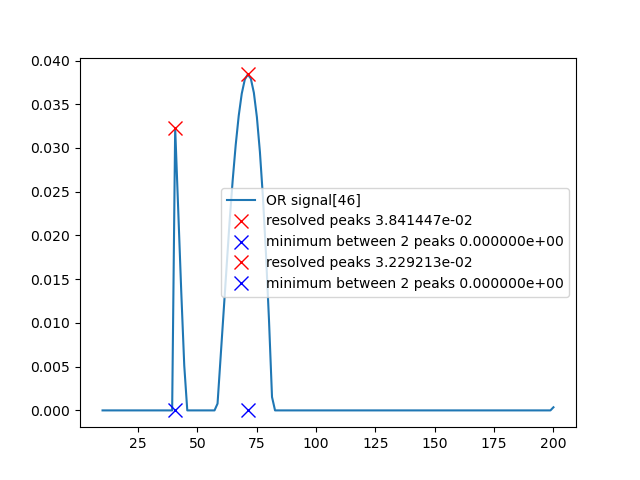 0.040
0.035
0.030
0.025
0.020
0.015
0.010
0.005
0.000
OR signal[46]
resolved peaks 3.841447e-02
minimum between 2 peaks 0.000000e+00
resolved peaks 3.229213e-02
minimum between 2 peaks 0.000000e+00
25 50 75 100 125 150 175 200